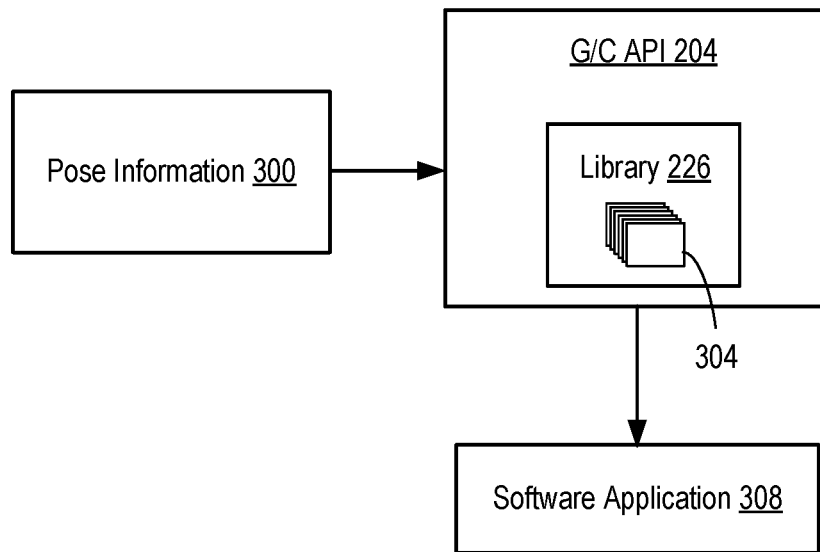 G/C API 204
Pose Information 300
Library 226
304
Software Application 308